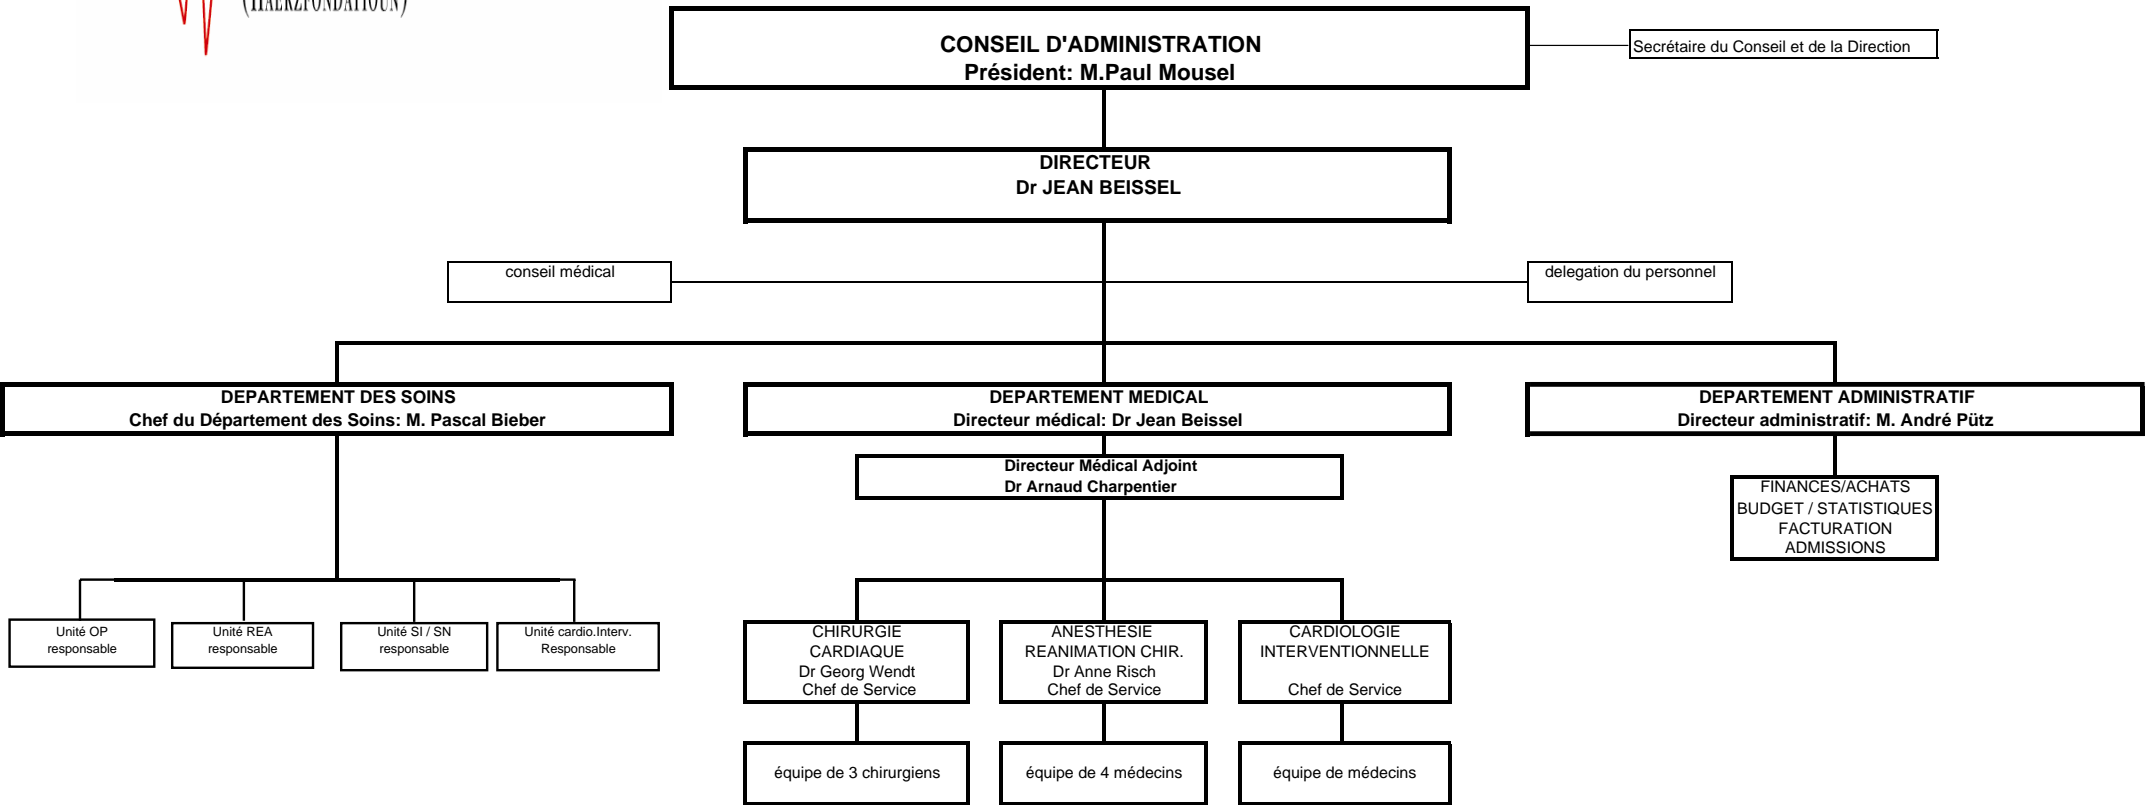 (HAERZFONDATIOUN)
CONSEIL D'ADMINISTRATION
Président: M.Paul Mousel
Secrétaire du Conseil et de la Direction
DIRECTEUR
Dr JEAN BEISSEL
conseil médical
delegation du personnel
DEPARTEMENT DES SOINS
Chef du Département des Soins: M. Pascal Bieber
DEPARTEMENT MEDICAL
Directeur médical: Dr Jean Beissel
DEPARTEMENT ADMINISTRATIF
Directeur administratif: M. André Pütz
Directeur Médical Adjoint
Dr Arnaud Charpentier
FINANCES/ACHATS
BUDGET / STATISTIQUES
FACTURATION
ADMISSIONS
Unité OP
responsable
Unité REA
responsable
Unité SI / SN
responsable
Unité cardio.Interv.
Responsable
CHIRURGIE
CARDIAQUE
Dr Georg Wendt
Chef de Service
ANESTHESIE
REANIMATION CHIR.
Dr Anne Risch
Chef de Service
CARDIOLOGIE
INTERVENTIONNELLE
Chef de Service
équipe de 3 chirurgiens
équipe de 4 médecins
équipe de médecins